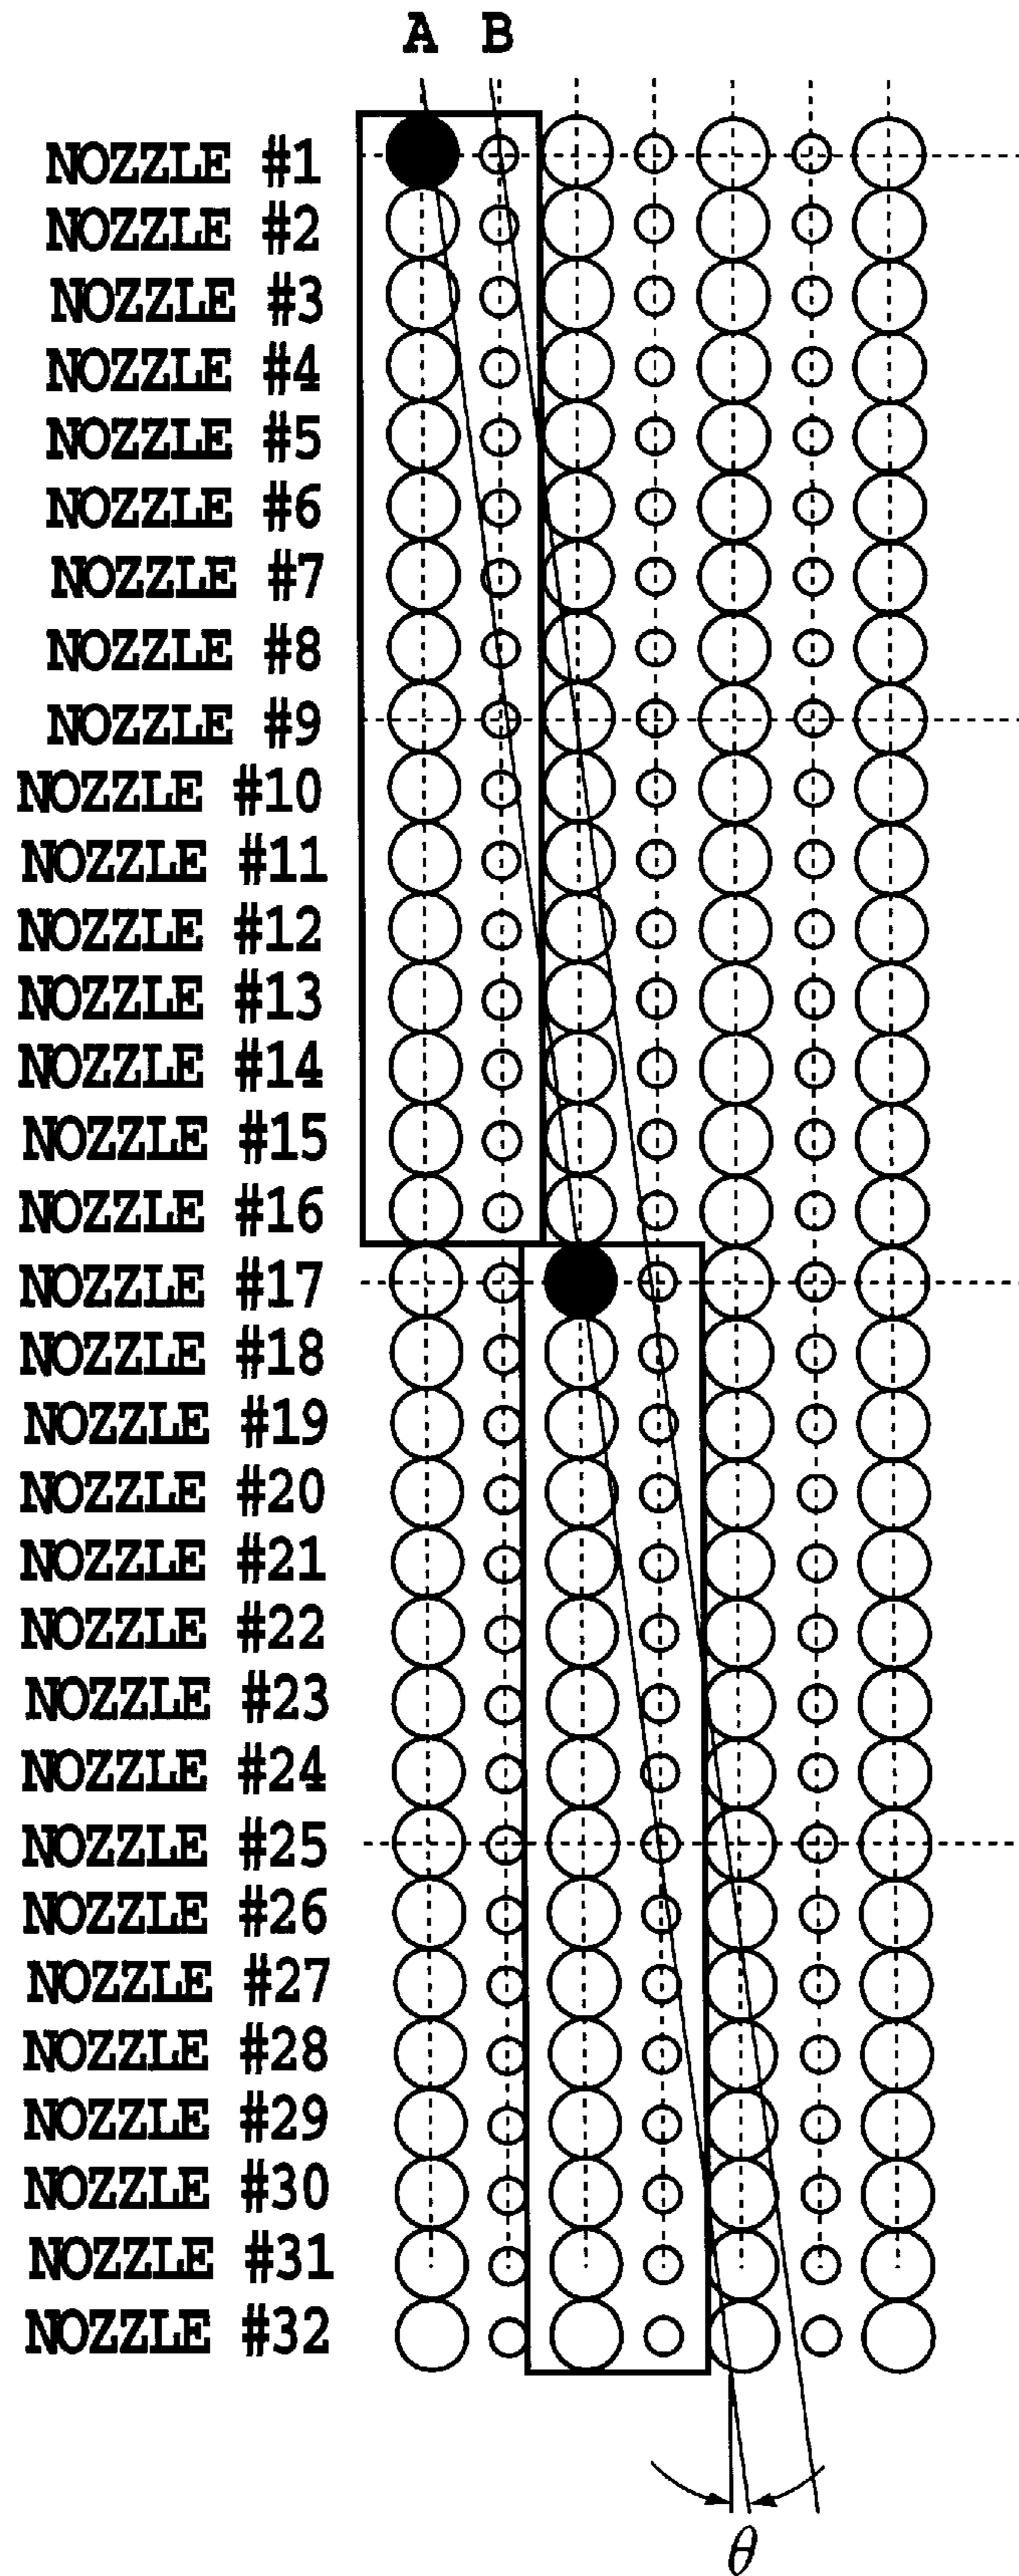 A B
NOZZLE #1
NOZZLE #2
NOZZLE #3
NOZZLE #4
NOZZLE #5
NOZZLE #6
NOZZLE #7
NOZZLE #8
NOZZLE #9
NOZZLE #10
NOZZLE #11
NOZZLE #12
NOZZLE #13
NOZZLE #14
NOZZLE #15
NOZZLE #16
NOZZLE #17
NOZZLE #18
NOZZLE #19
NOZZLE #20
NOZZLE #21
NOZZLE #22
NOZZLE #23
NOZZLE #24
NOZZLE #25
NOZZLE #26
NOZZLE #27
NOZZLE #28
NOZZLE #29
NOZZLE #30
NOZZLE #31
NOZZLE #32
θ